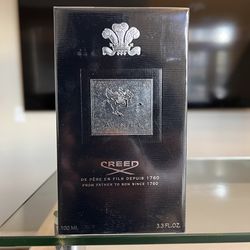 CREED
DE PÈRE EN FILS DEPUIS 1760
FROM FATHER TO SON SINCE 1760
100 ML 3.3 FL.OZ.